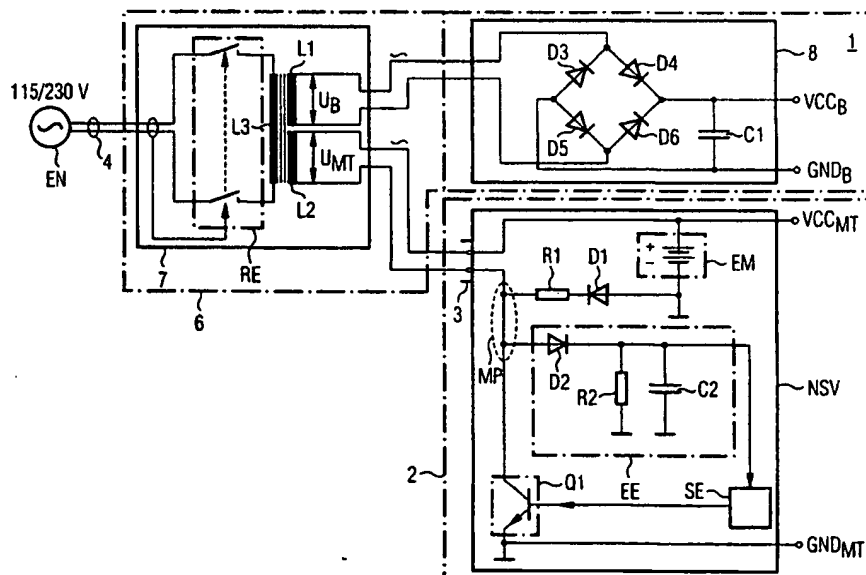 1
8
D3
D4
D5
D6
C1
VCC_B
GND_B
115/230 V
EN
4
L1
L3
L2
U_B
U_MT
~
~
RE
7
6
3
VCC_MT
+
−
EM
R1
D1
MP
D2
R2
C2
NSV
EE
2
Q1
SE
GND_MT